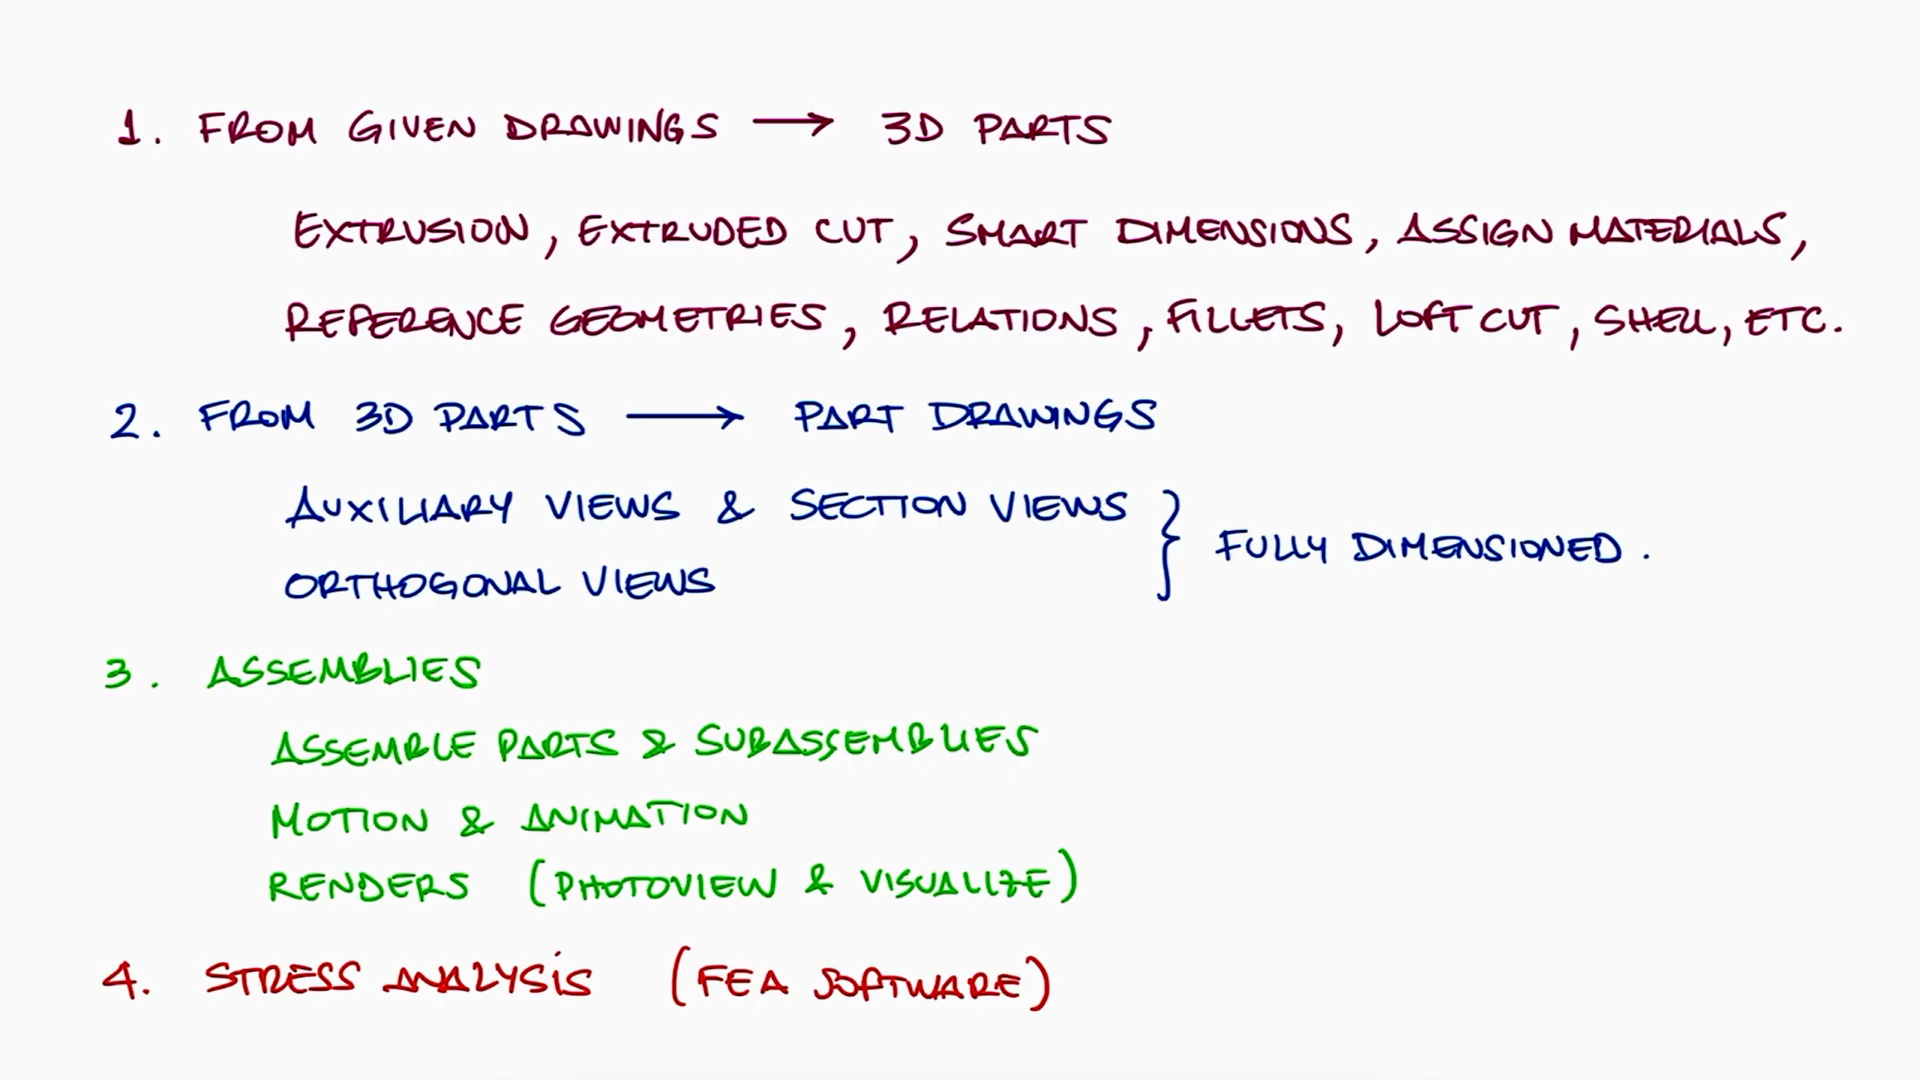 1. FROM GIVEN DRAWINGS → 3D PARTS
EXTRUSION, EXTRUDED CUT, SMART DIMENSIONS, ASSIGN MATERIALS,
REFERENCE GEOMETRIES, RELATIONS, FILLETS, LOFT CUT, SHELL, ETC.
2. FROM 3D PARTS → PART DRAWINGS
AUXILIARY VIEWS & SECTION VIEWS
ORTHOGONAL VIEWS
} FULLY DIMENSIONED.
3. ASSEMBLIES
ASSEMBLE PARTS & SUBASSEMBLIES
MOTION & ANIMATION
RENDERS (PHOTOVIEW & VISUALIZE)
4. STRESS ANALYSIS (FEA SOFTWARE)